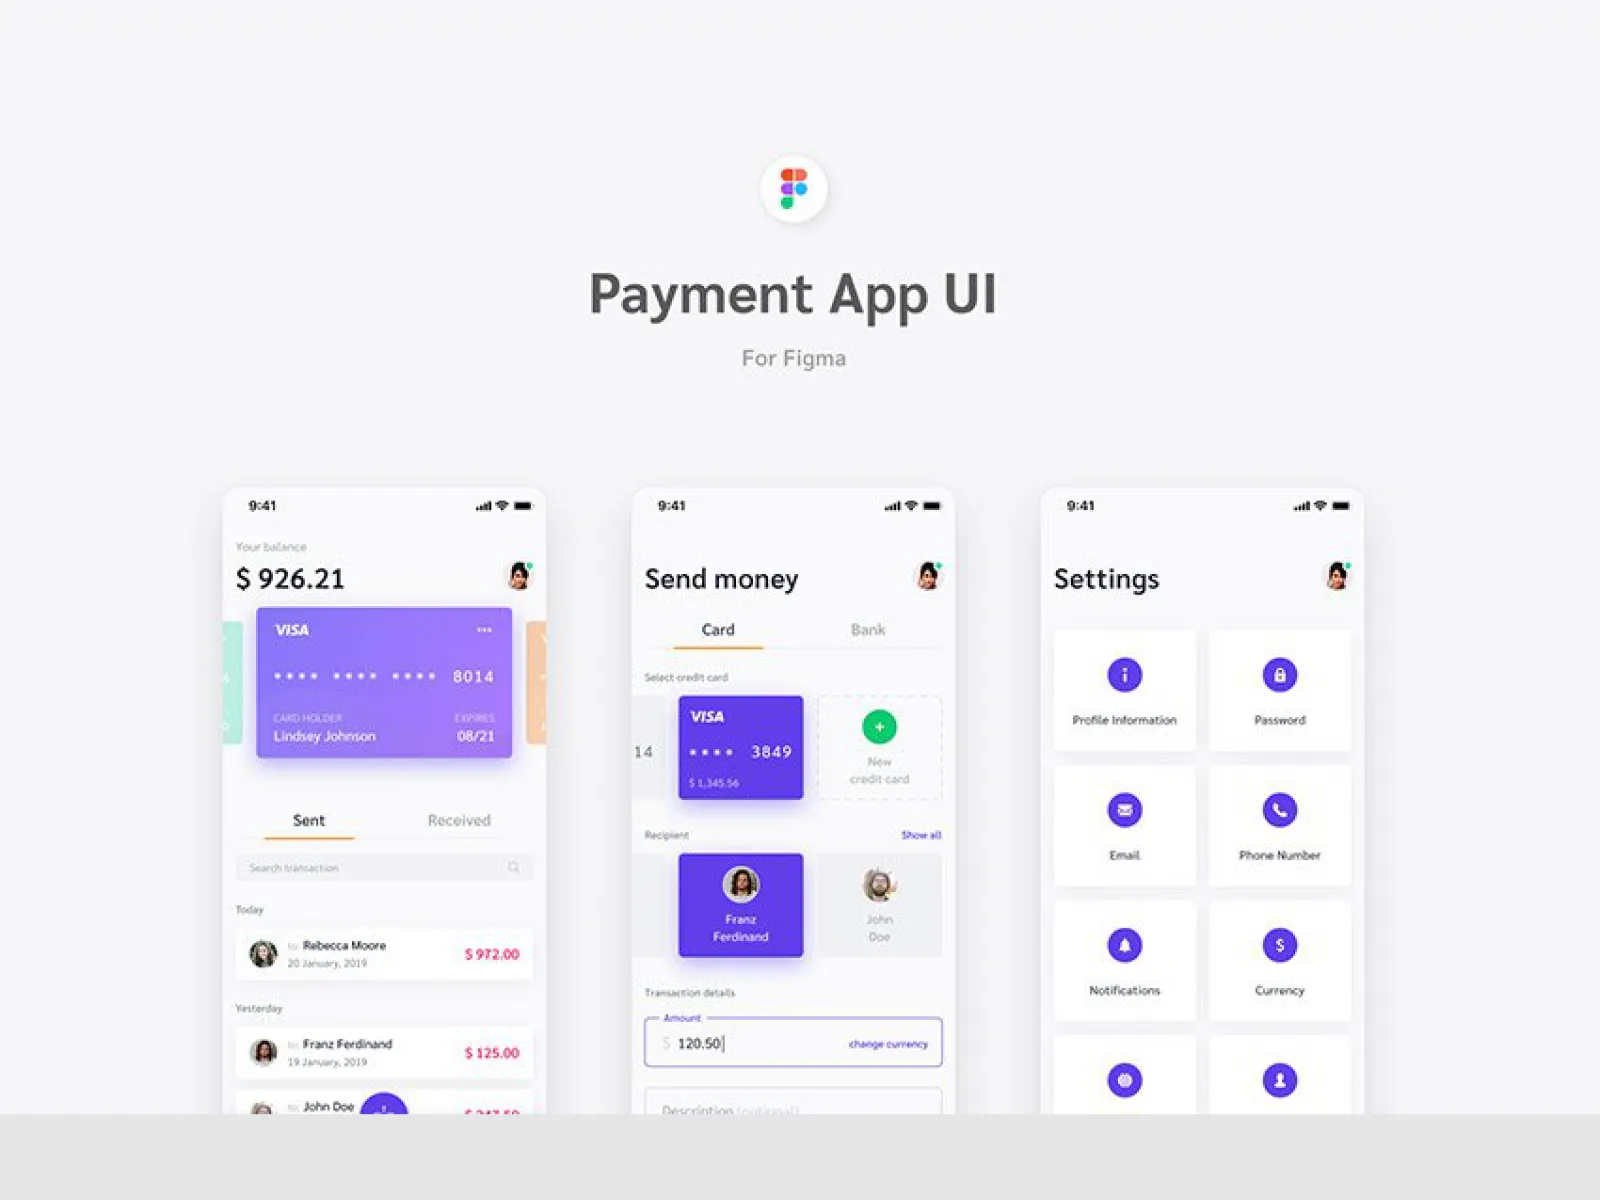 Payment App UI
For Figma
9:41
Your balance
$ 926.21
VISA
•••
•••• •••• •••• 8014
CARD HOLDER
EXPIRES
Lindsey Johnson
08/21
Sent
Received
Search transaction
Today
to: Rebecca Moore
20 January, 2019
$ 972.00
Yesterday
to: Franz Ferdinand
19 January, 2019
$ 125.00
to: John Doe
9:41
Send money
Card
Bank
Select credit card
14
VISA
•••• 3849
$ 1,345.56
New
credit card
Recipient
Show all
Franz
Ferdinand
John
Doe
Transaction details
Amount
$ 120.50
change currency
Description (optional)
9:41
Settings
Profile Information
Password
Email
Phone Number
Notifications
Currency